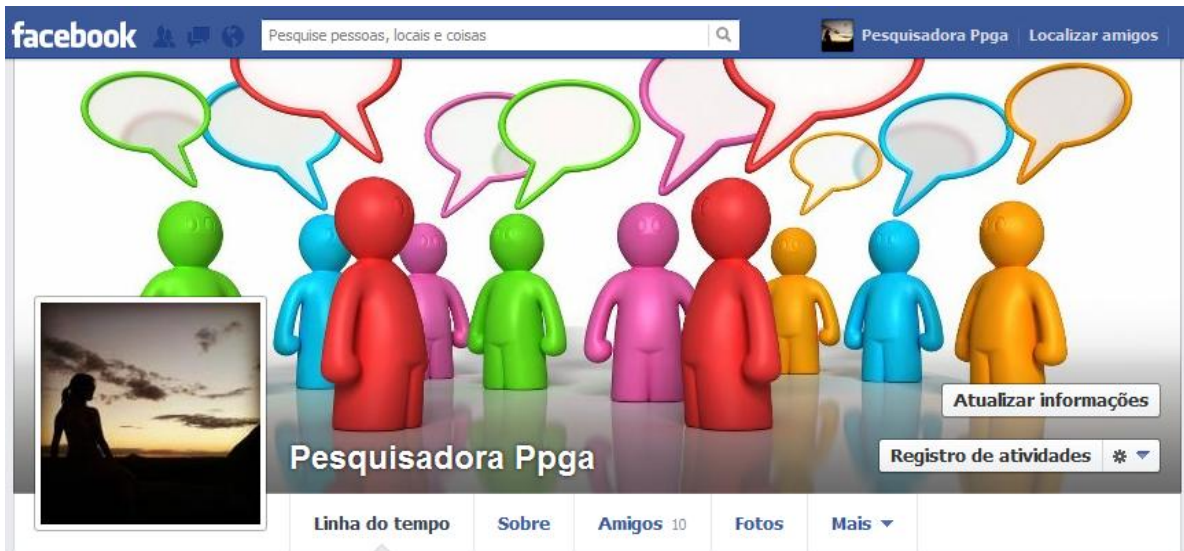 facebook Pesquise pessoas, locais e coisas Pesquisadora Ppga Localizar amigos
Atualizar informações
Pesquisadora Ppga Registro de atividades
Linha do tempo Sobre Amigos 10 Fotos Mais